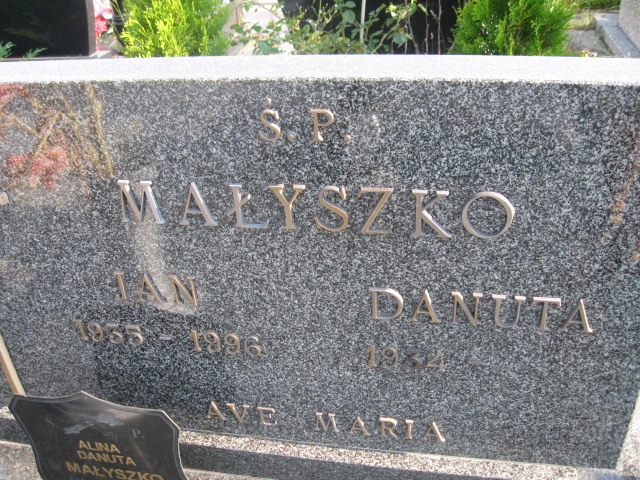 Ś.P.
MAŁYSZKO
JAN DANUTA
1935 - 1996 1934 -
AVE MARIA
ALINA
DANUTA
MAŁYSZKO